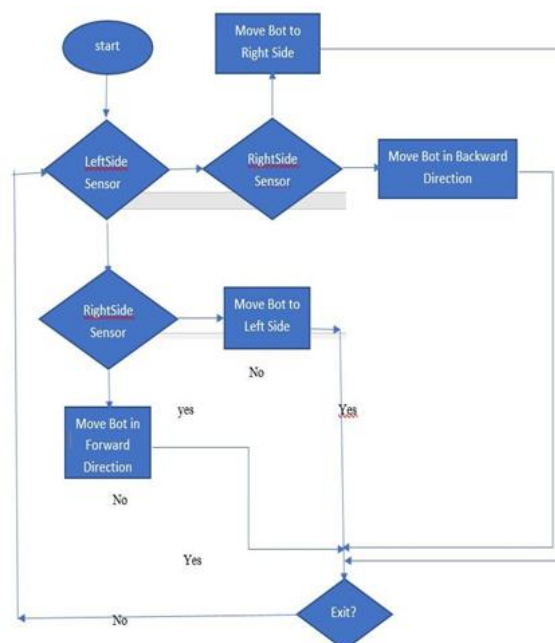 start
Move Bot to
Right Side
LeftSide
Sensor
RightSide
Sensor
Move Bot in Backward
Direction
RightSide
Sensor
Move Bot to
Left Side
No
yes
Yes
Move Bot in
Forward
Direction
No
Yes
No
Exit?